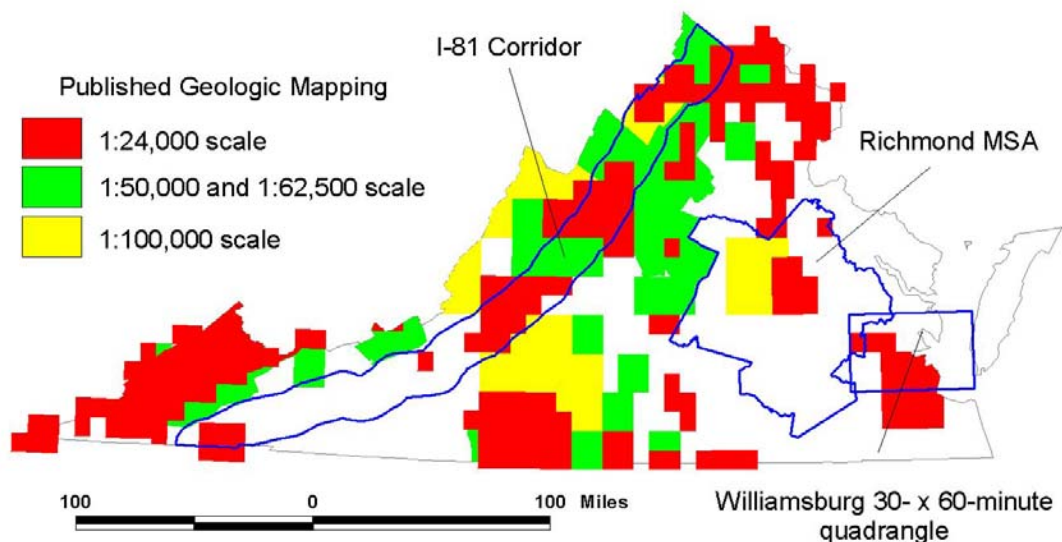 I-81 Corridor
Published Geologic Mapping
1:24,000 scale
1:50,000 and 1:62,500 scale
1:100,000 scale
Richmond MSA
100 0 100 Miles
Williamsburg 30- x 60-minute
quadrangle